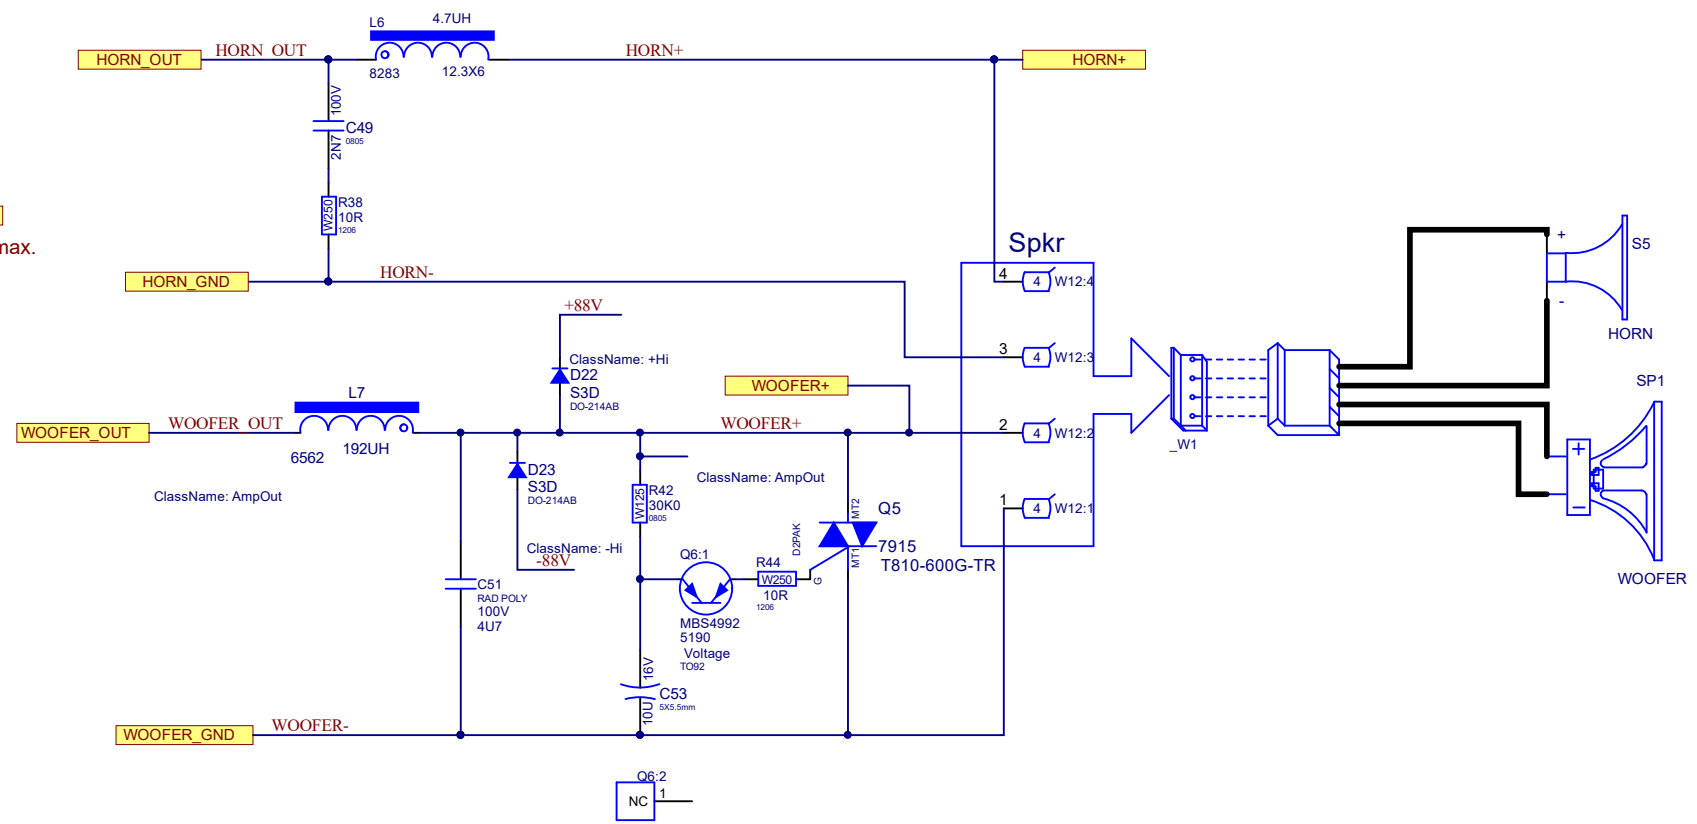 L6
4.7UH
HORN_OUT
HORN_OUT
HORN+
HORN+
8283
12.3X6
100V
C49
0805
2N7
R38
W250
10R
1206
max.
HORN_GND
HORN-
Spkr
4
4
W12:4
3
4
W12:3
2
4
W12:2
1
4
W12:1
+
S5
-
HORN
+88V
ClassName: +Hi
D22
S3D
DO-214AB
WOOFER+
L7
WOOFER_OUT
WOOFER_OUT
WOOFER+
6562
192UH
ClassName: AmpOut
D23
S3D
DO-214AB
ClassName: -Hi
-88V
R42
W125
30K0
0805
ClassName: AmpOut
MT2
Q5
D2PAK
7915
MT1
T810-600G-TR
G
Q6:1
R44
W250
10R
1206
MBS4992
5190
Voltage
TO92
C51
RAD POLY
100V
4U7
16V
C53
5X5.5mm
10U
_W1
SP1
+
−
WOOFER
WOOFER_GND
WOOFER-
Q6:2
NC
1